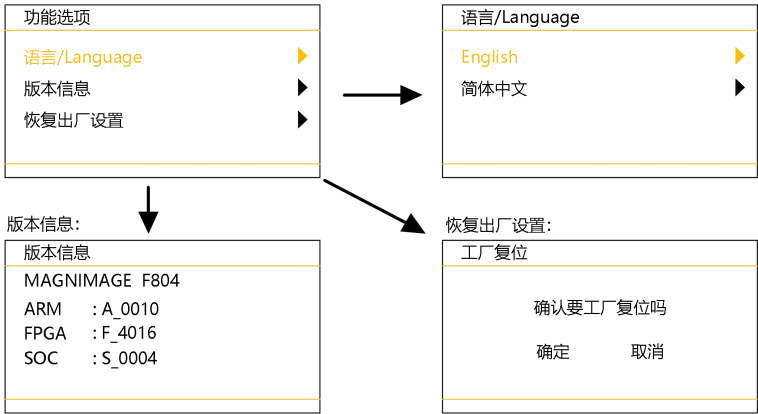 功能选项
语言/Language
版本信息
恢复出厂设置
语言/Language
English
简体中文
版本信息：
版本信息
MAGNIMAGE F804
ARM : A_0010
FPGA : F_4016
SOC : S_0004
恢复出厂设置：
工厂复位
确认要工厂复位吗
确定 取消